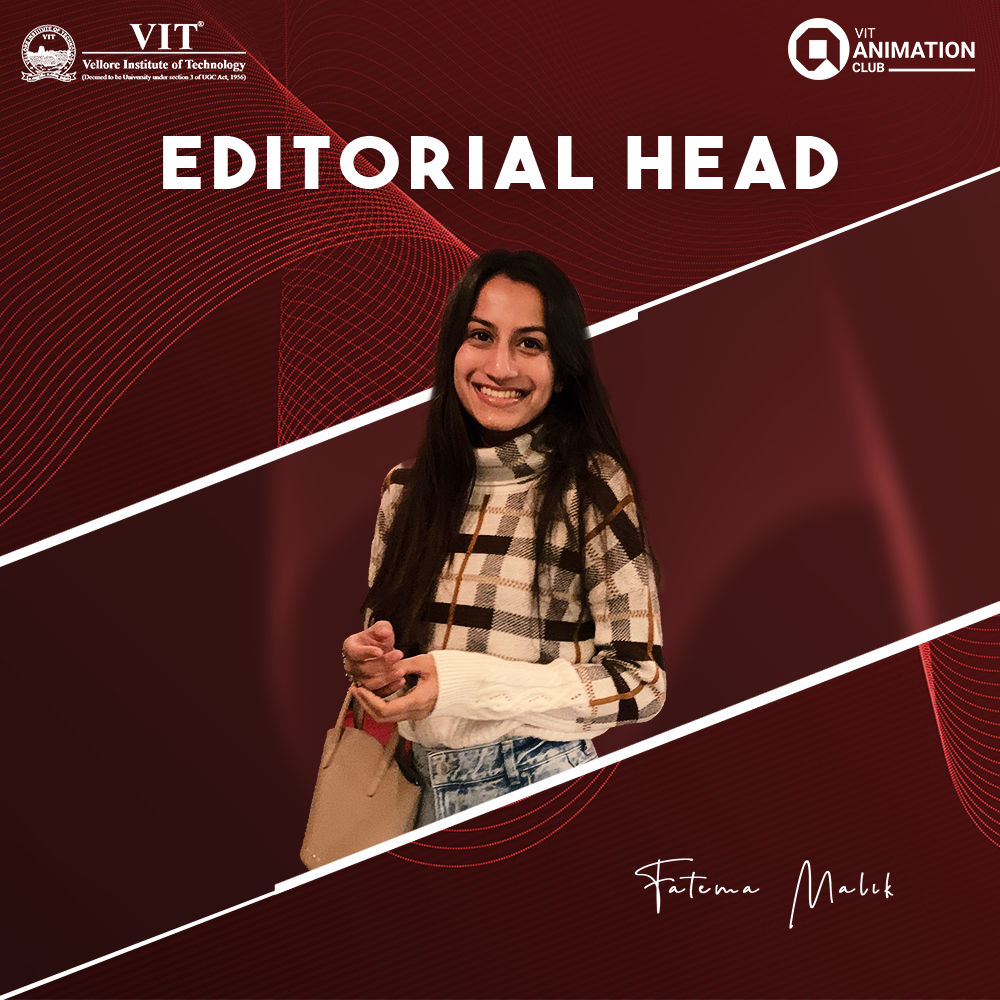 VIT®
Vellore Institute of Technology
(Deemed to be University under section 3 of UGC Act, 1956)
VIT
VIT
ANIMATION
CLUB
EDITORIAL HEAD
Fatema Malik